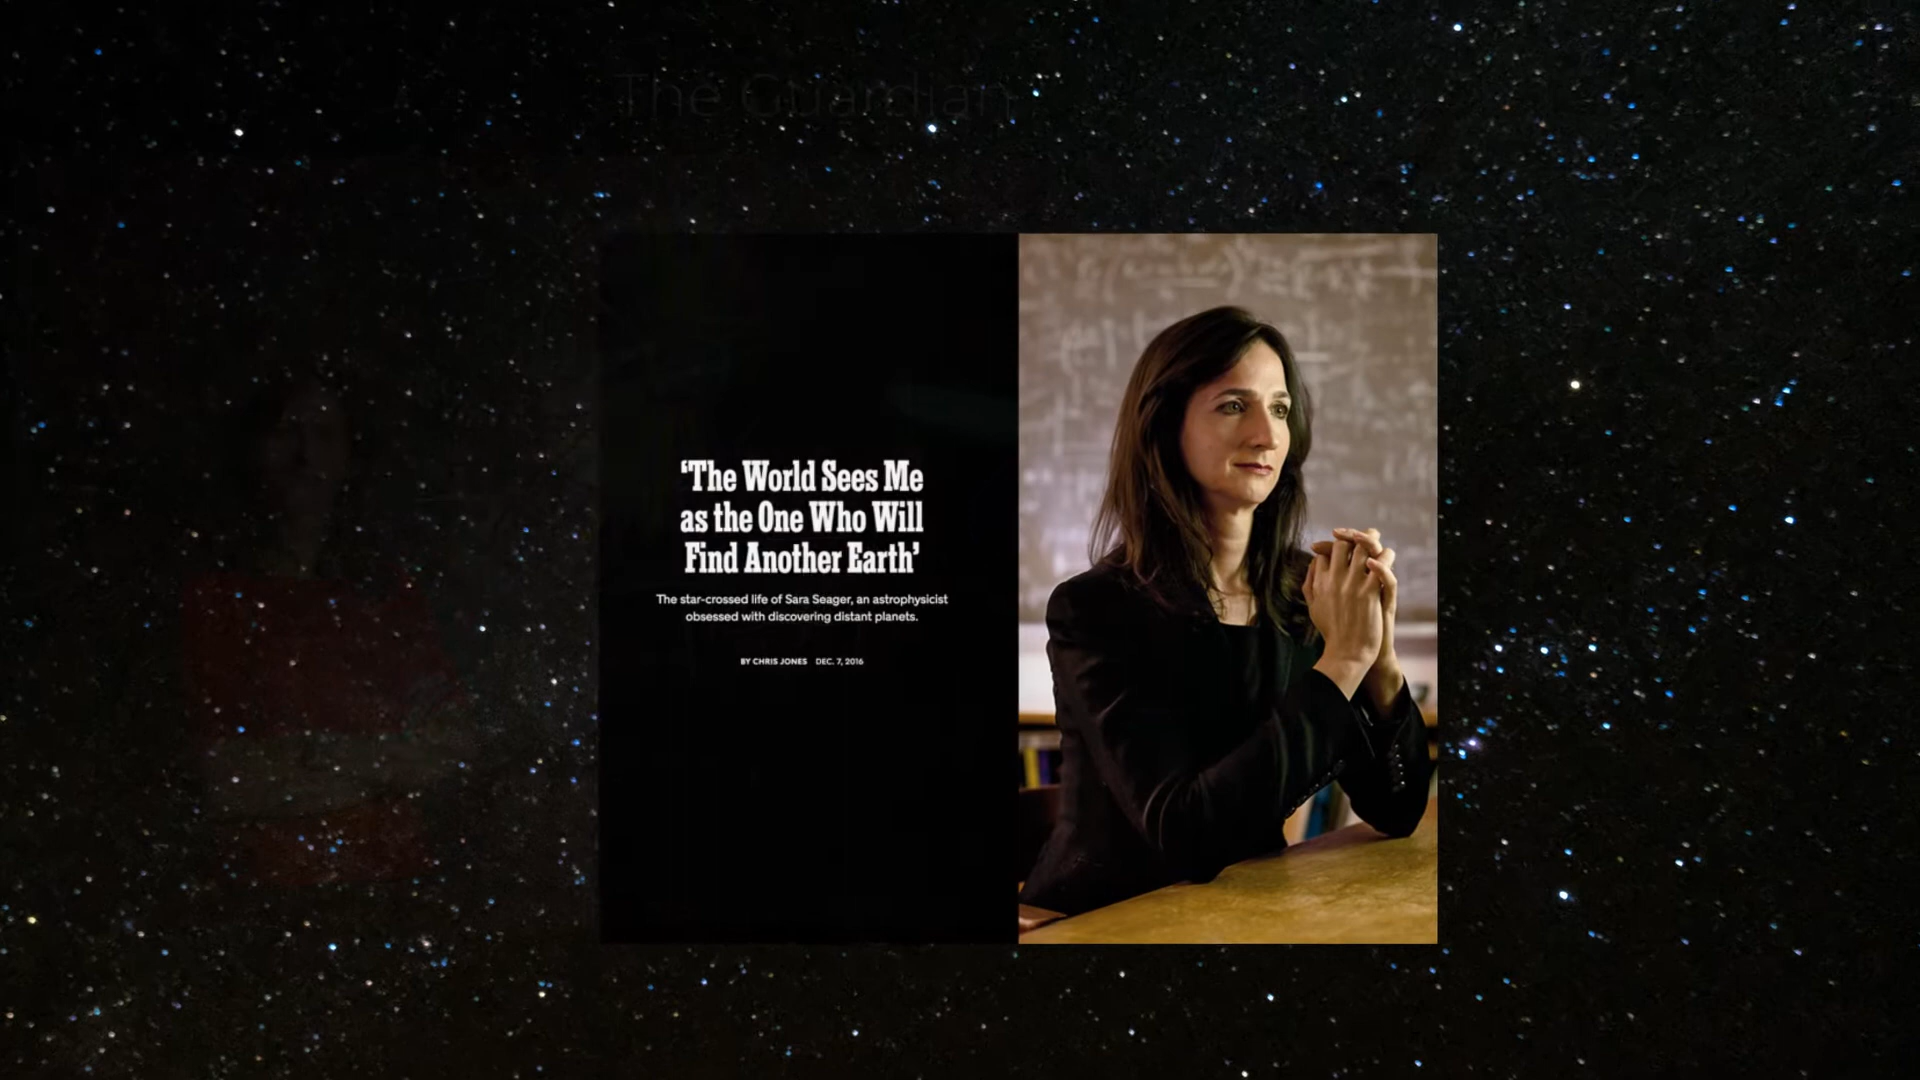 The Guardian
‘The World Sees Me
as the One Who Will
Find Another Earth’
The star-crossed life of Sara Seager, an astrophysicist
obsessed with discovering distant planets.
BY CHRIS JONES DEC. 7, 2016